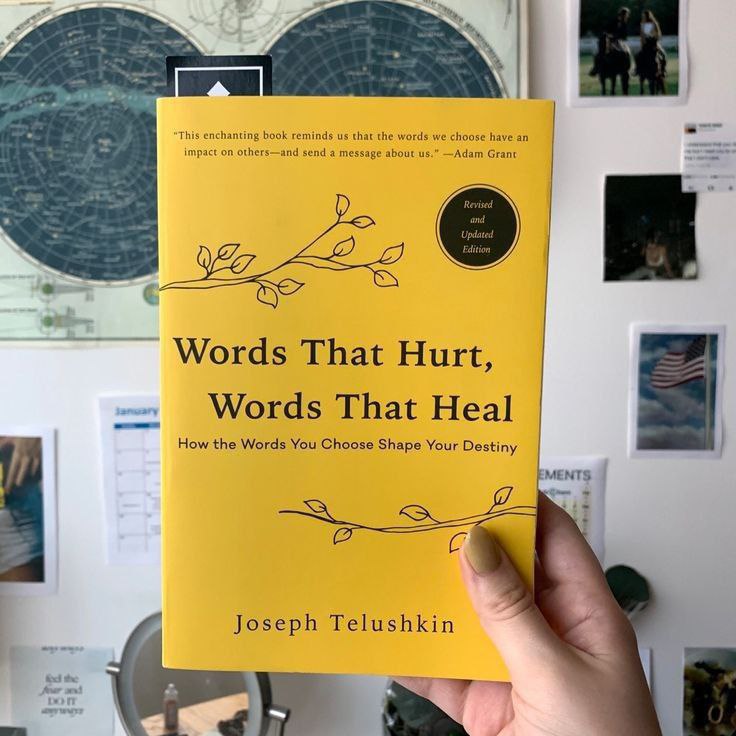 "This enchanting book reminds us that the words we choose have an
impact on others—and send a message about us." —Adam Grant
Revised
and
Updated
Edition
Words That Hurt,
Words That Heal
How the Words You Choose Shape Your Destiny
Joseph Telushkin
January
EMENTS
feel the
fear and
DO IT
anyways